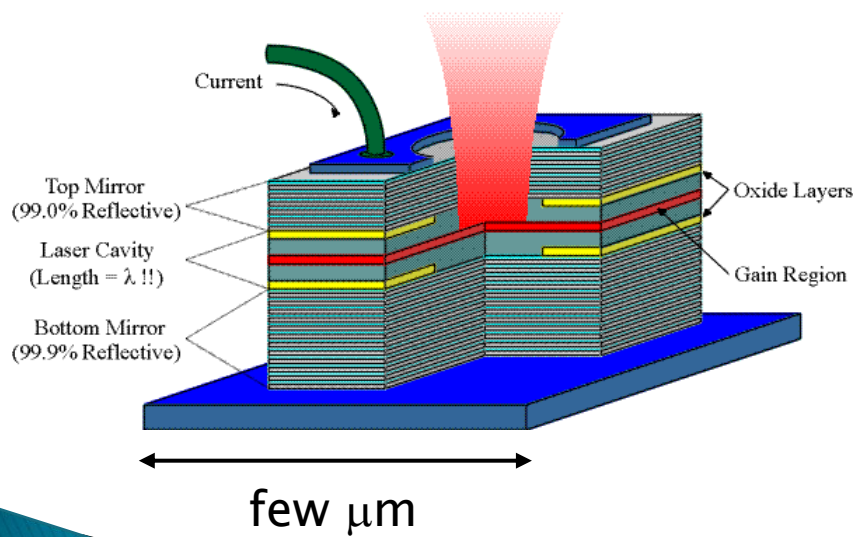 Current
Top Mirror
(99.0% Reflective)
Laser Cavity
(Length = λ !!)
Bottom Mirror
(99.9% Reflective)
Oxide Layers
Gain Region
few μm